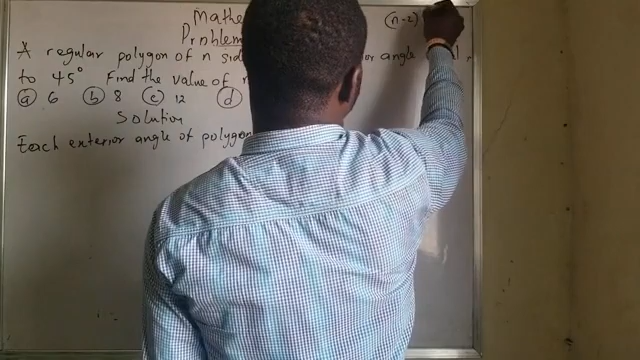 Mathe
Problem
(n-2)
A regular polygon of n sid or angle
to 45° Find the value of
(a) 6 (b) 8 (c) 12 (d)
Solution
Each exterior angle of polygon